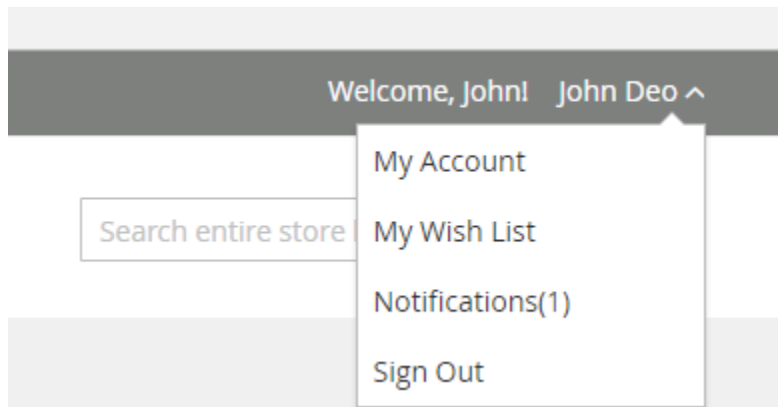 Welcome, John! John Deo
My Account
Search entire store
My Wish List
Notifications(1)
Sign Out